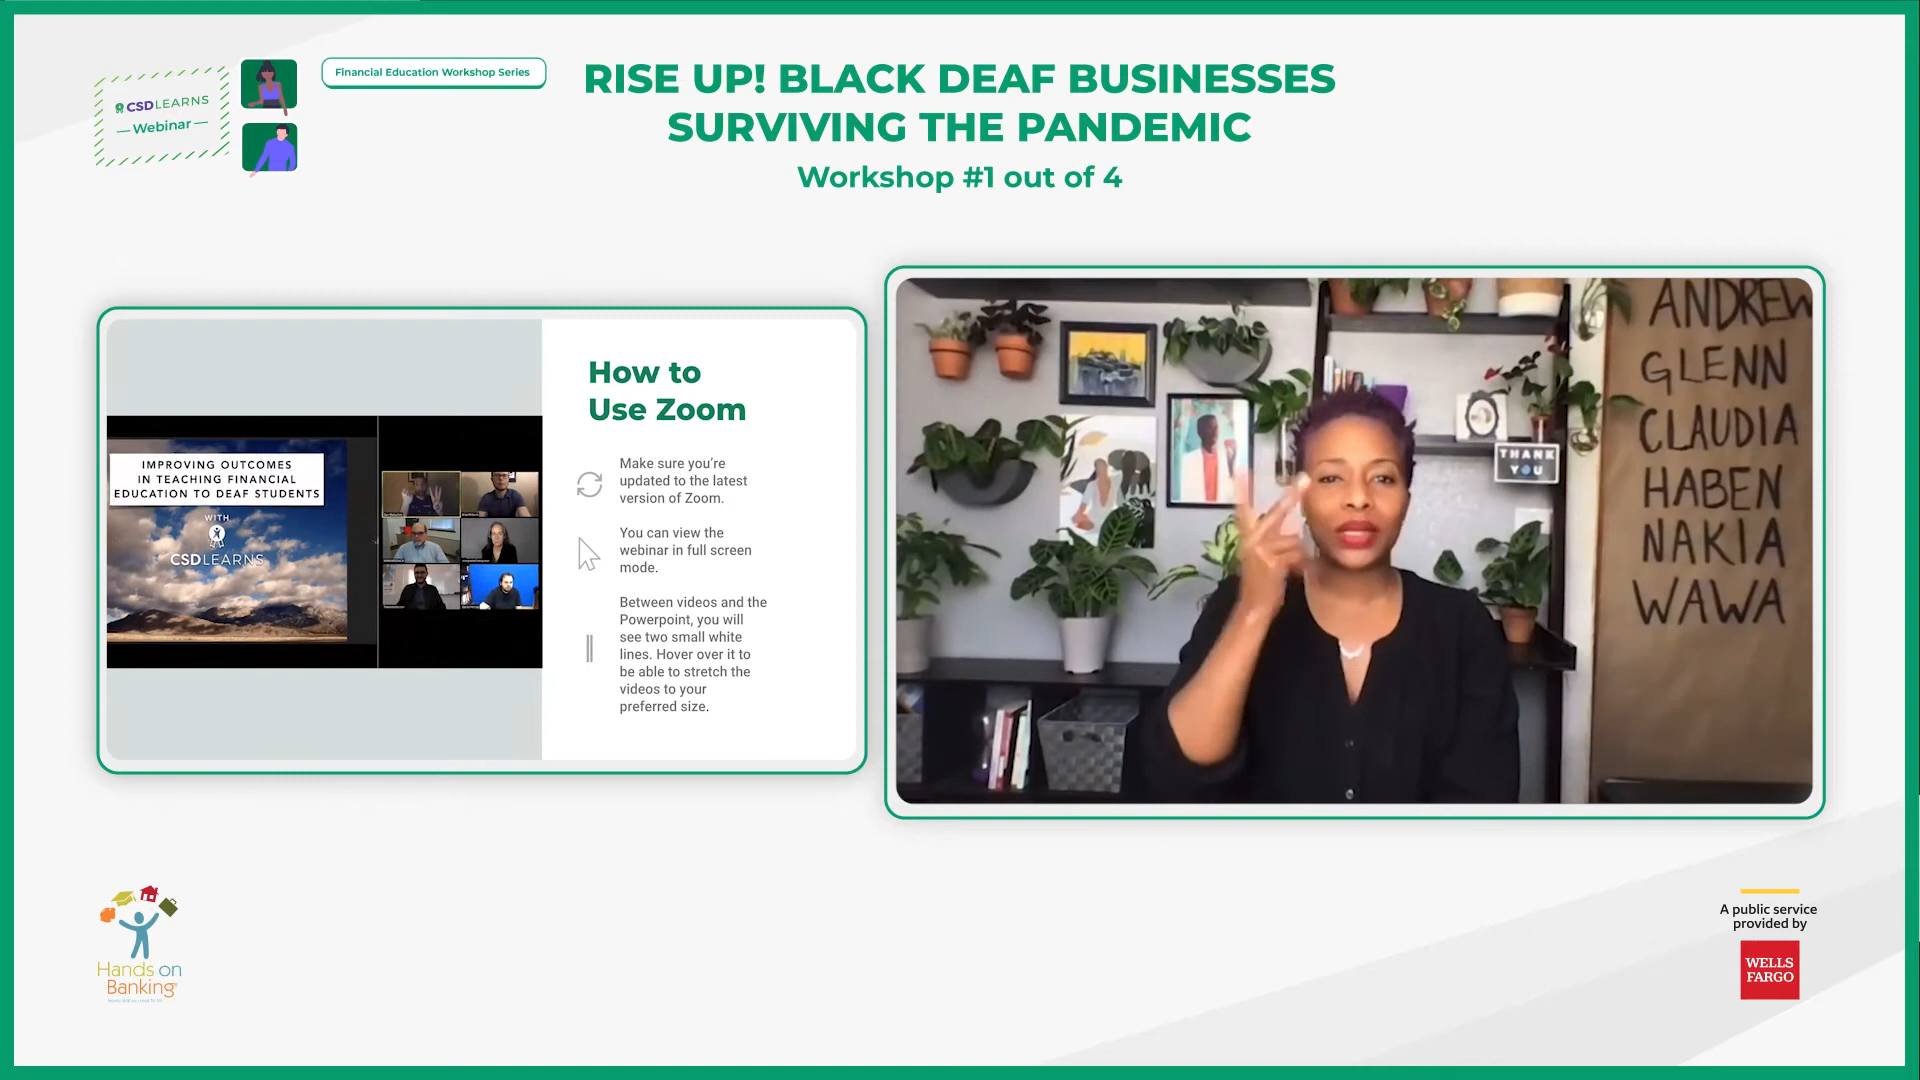 CSDLEARNS
— Webinar —
Financial Education Workshop Series
RISE UP! BLACK DEAF BUSINESSES
SURVIVING THE PANDEMIC
Workshop #1 out of 4
IMPROVING OUTCOMES
IN TEACHING FINANCIAL
EDUCATION TO DEAF STUDENTS
WITH
CSDLEARNS
How to
Use Zoom
Make sure you're
updated to the latest
version of Zoom.
You can view the
webinar in full screen
mode.
Between videos and the
Powerpoint, you will
see two small white
lines. Hover over it to
be able to stretch the
videos to your
preferred size.
THANK
YOU
ANDREW
GLENN
CLAUDIA
HABEN
NAKIA
WAWA
Hands on
Banking®
A public service
provided by
WELLS
FARGO